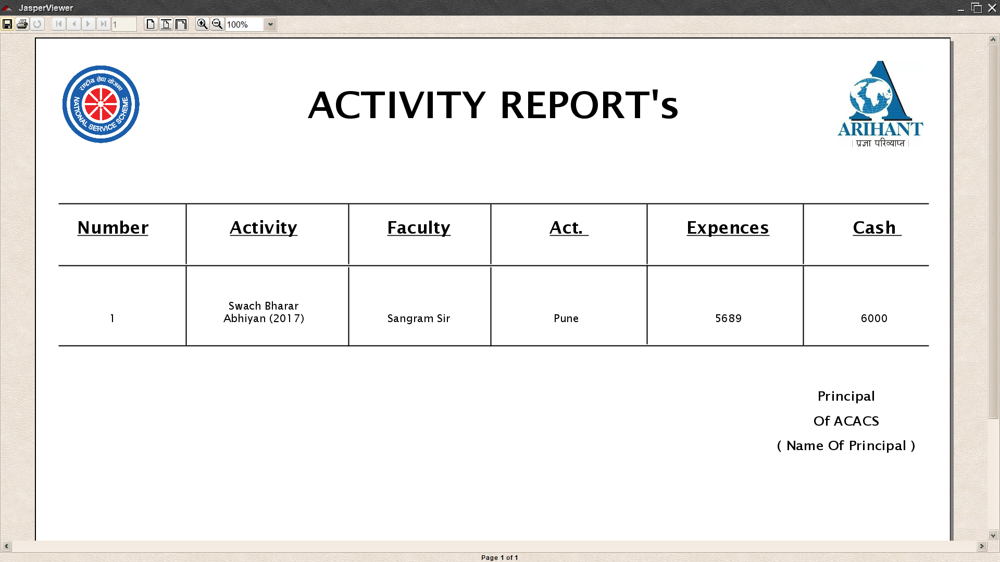 JasperViewer
1
100%
राष्ट्रीय सेवा योजना
NATIONAL SERVICE SCHEME
ACTIVITY REPORT's
ARIHANT
प्रज्ञा परिव्याप्त
Number Activity Faculty Act. Expences Cash
1 Swach Bharar Abhiyan (2017) Sangram Sir Pune 5689 6000
Principal
Of ACACS
( Name Of Principal )
Page 1 of 1